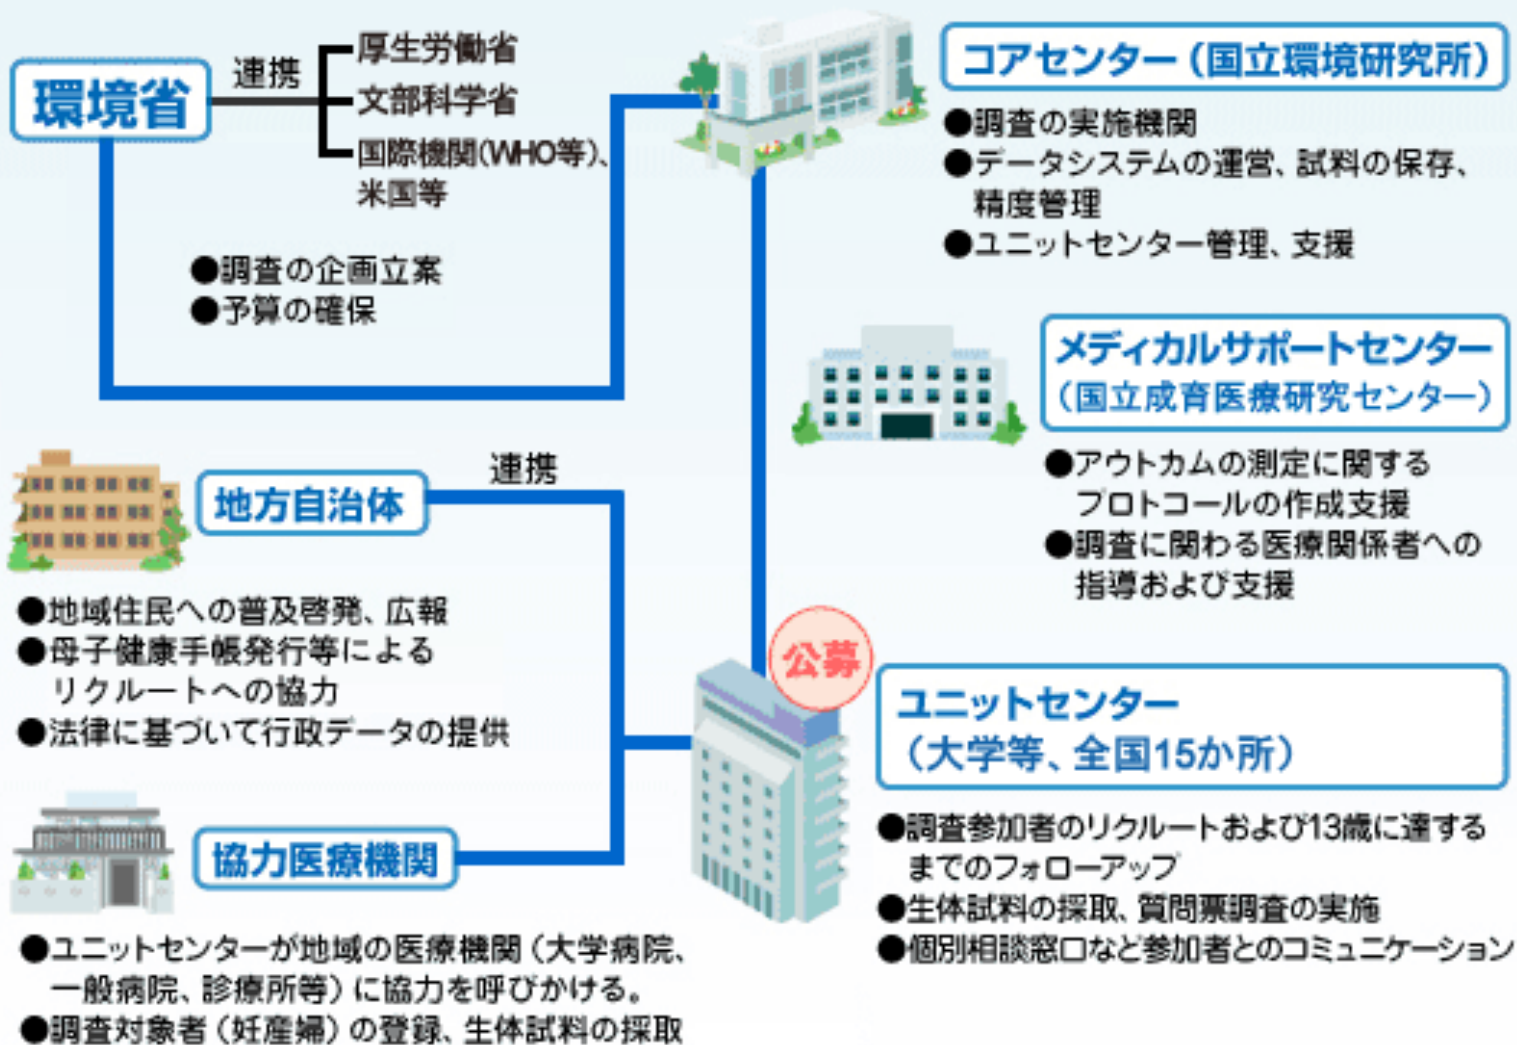 環境省
連携
厚生労働省
文部科学省
国際機関(WHO等)、
米国等
●調査の企画立案
●予算の確保
コアセンター（国立環境研究所）
●調査の実施機関
●データシステムの運営、試料の保存、
精度管理
●ユニットセンター管理、支援
メディカルサポートセンター
（国立成育医療研究センター）
●アウトカムの測定に関する
プロトコールの作成支援
●調査に関わる医療関係者への
指導および支援
地方自治体
連携
●地域住民への普及啓発、広報
●母子健康手帳発行等による
リクルートへの協力
●法律に基づいて行政データの提供
公募
ユニットセンター
（大学等、全国15か所）
●調査参加者のリクルートおよび13歳に達する
までのフォローアップ
●生体試料の採取、質問票調査の実施
●個別相談窓口など参加者とのコミュニケーション
協力医療機関
●ユニットセンターが地域の医療機関（大学病院、
一般病院、診療所等）に協力を呼びかける。
●調査対象者（妊産婦）の登録、生体試料の採取